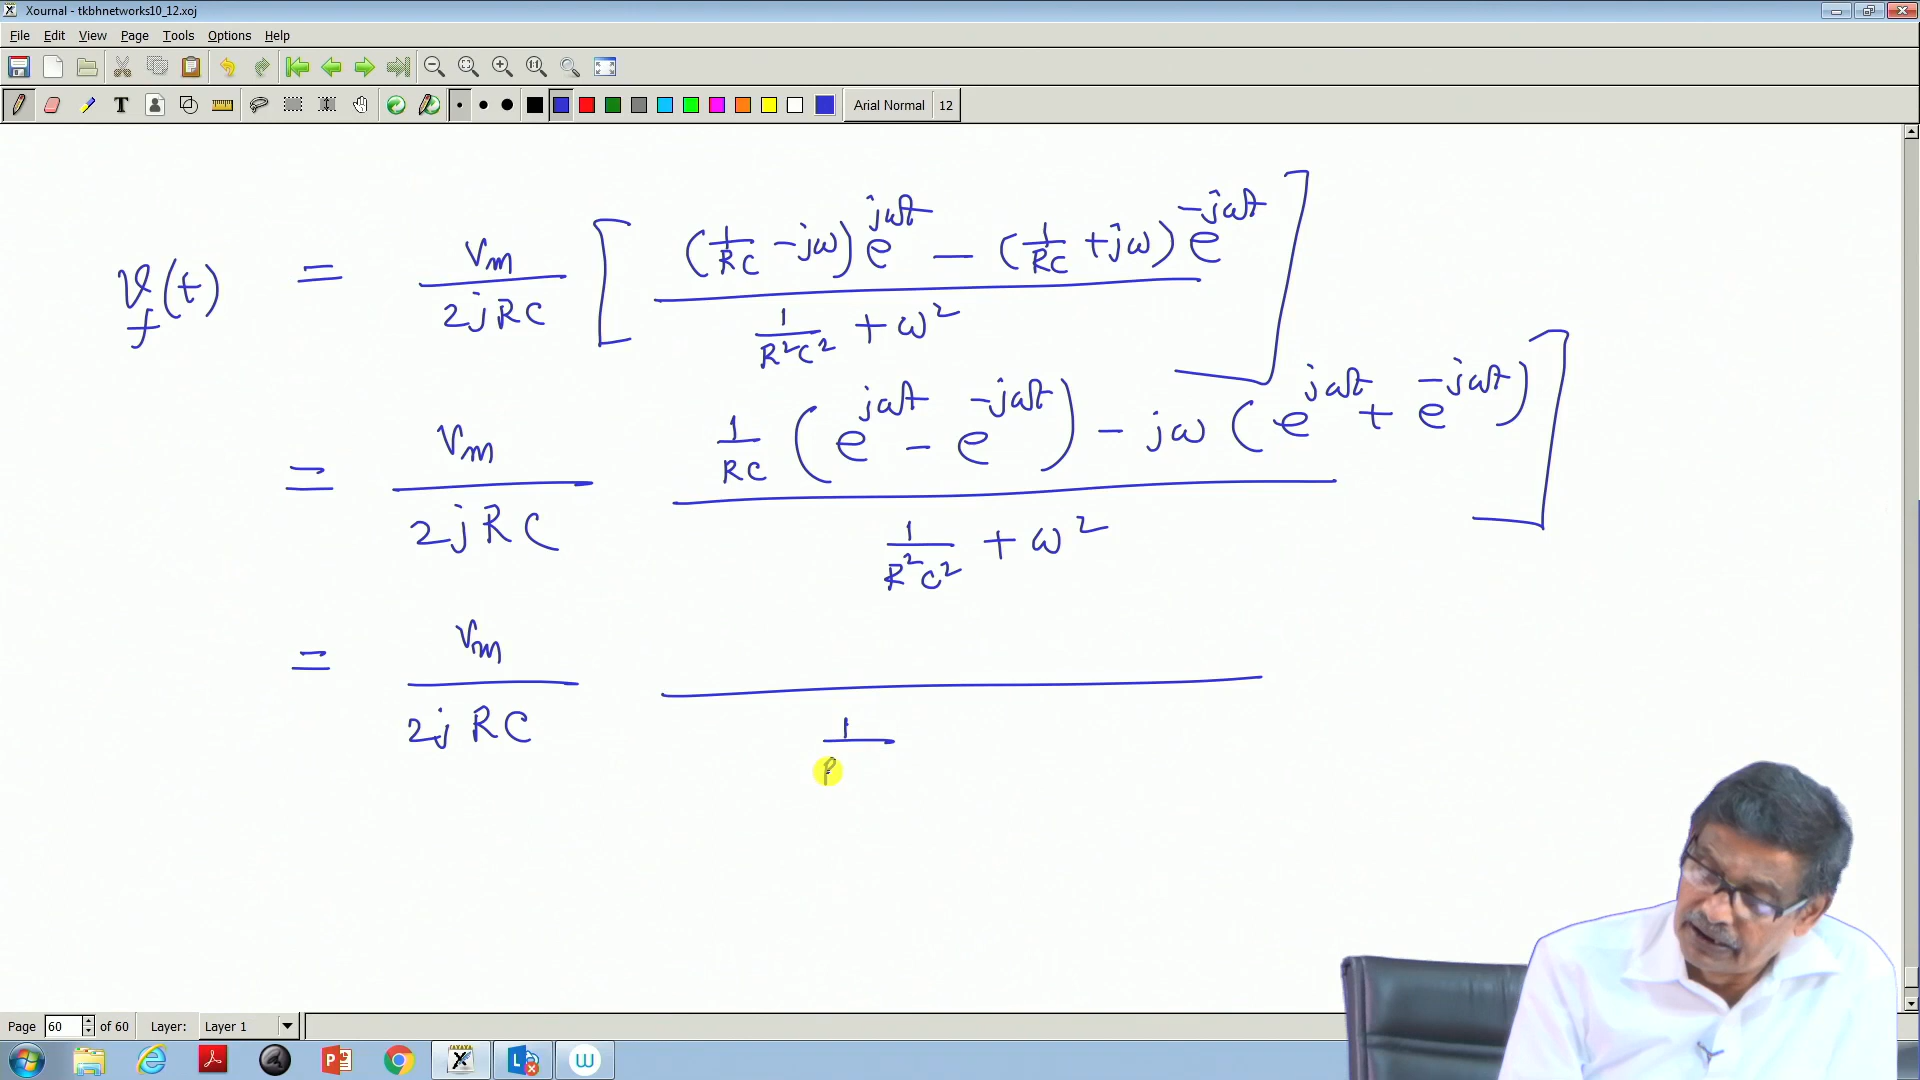 Xournal - tkbhnetworks10_12.xoj
File Edit View Page Tools Options Help
Arial Normal 12
v_f(t) = V_m / 2jRC [ ((1/RC - jω) e^{jωt} - (1/RC + jω) e^{-jωt}) / (1/R²C² + ω²) ]
= V_m / 2jRC (1/RC (e^{jωt} - e^{-jωt}) - jω (e^{jωt} + e^{-jωt})) / (1/R²C² + ω²) ]
= V_m / 2jRC 1
Page 60 of 60 Layer: Layer 1